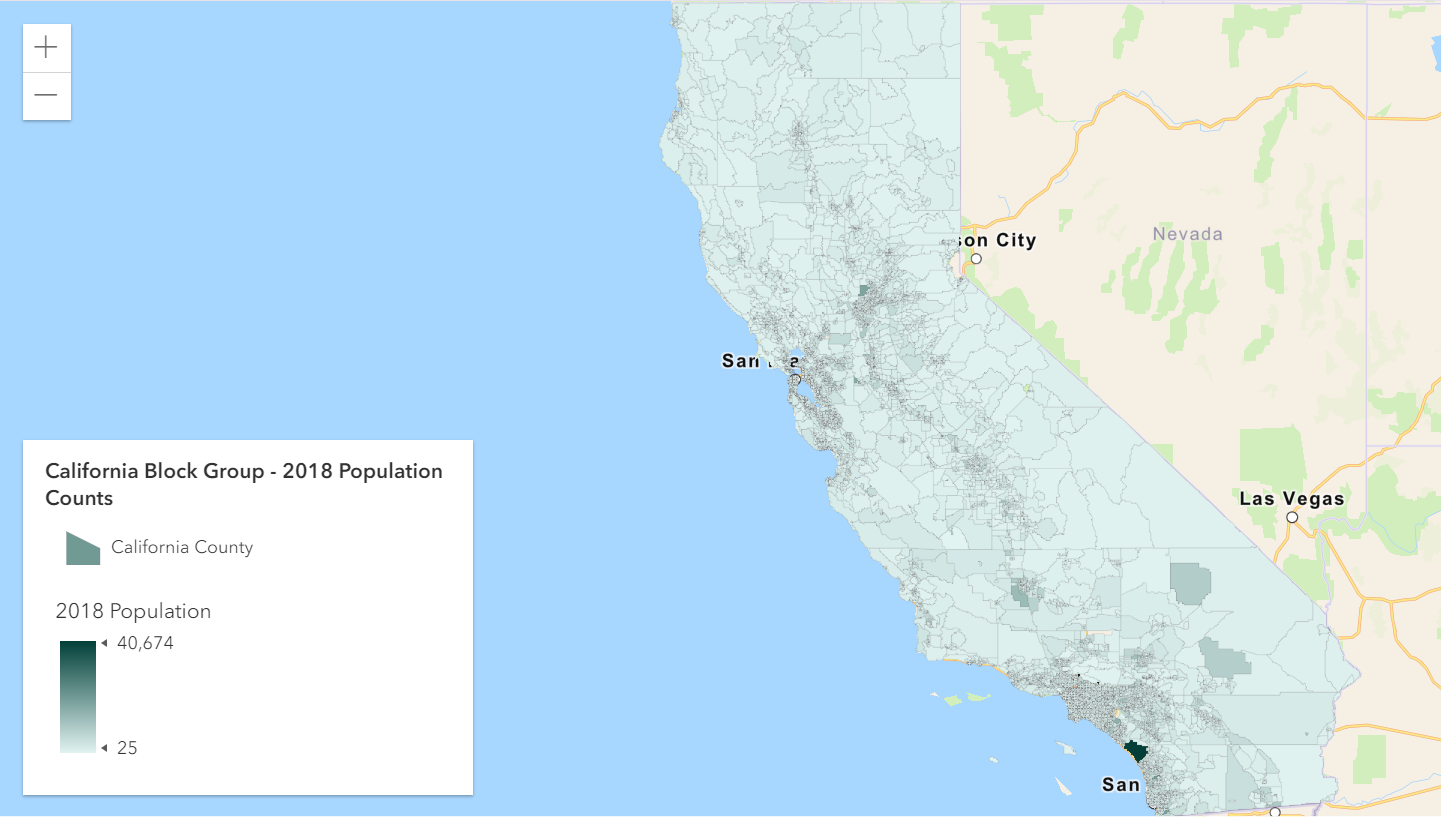 son City
Nevada
San
Las Vegas
California Block Group - 2018 Population
Counts
California County
2018 Population
40,674
25
San